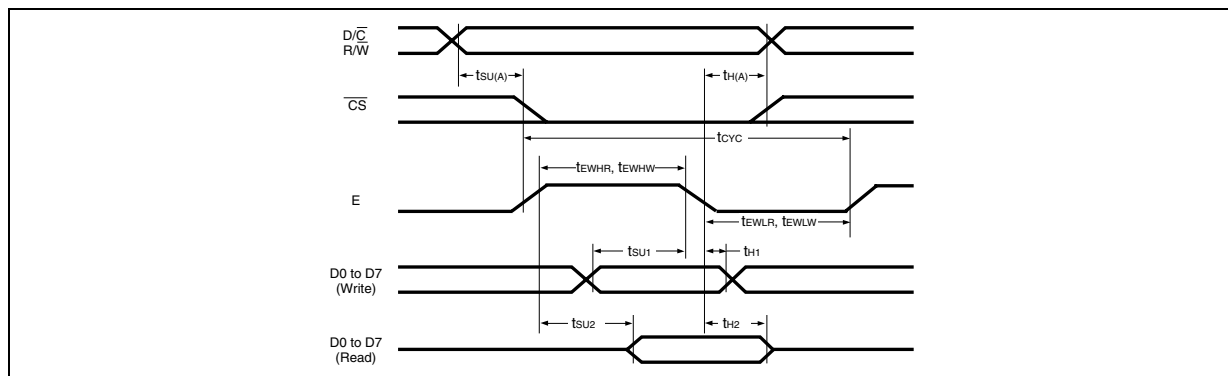 D/C̅
R/W̅
tSU(A)
tH(A)
C̅S̅
tCYC
tEWHR, tEWHW
E
tEWLR, tEWLW
tSU1
tH1
D0 to D7
(Write)
tSU2
tH2
D0 to D7
(Read)